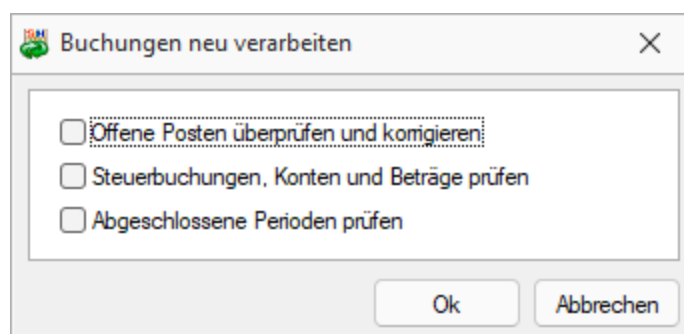 Buchungen neu verarbeiten
Offene Posten überprüfen und korrigieren
Steuerbuchungen, Konten und Beträge prüfen
Abgeschlossene Perioden prüfen
Ok Abbrechen